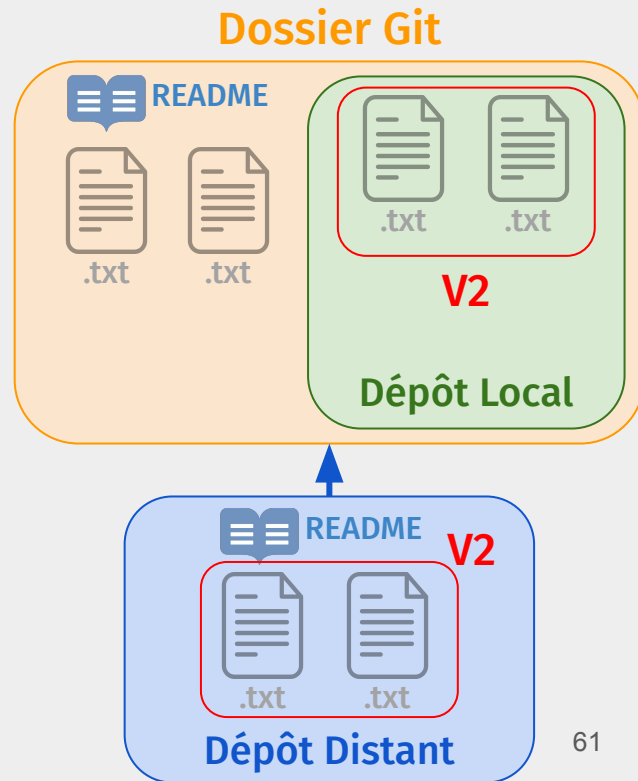 Dossier Git
README
.txt
.txt
.txt
.txt
V2
Dépôt Local
README
V2
.txt
.txt
Dépôt Distant
61